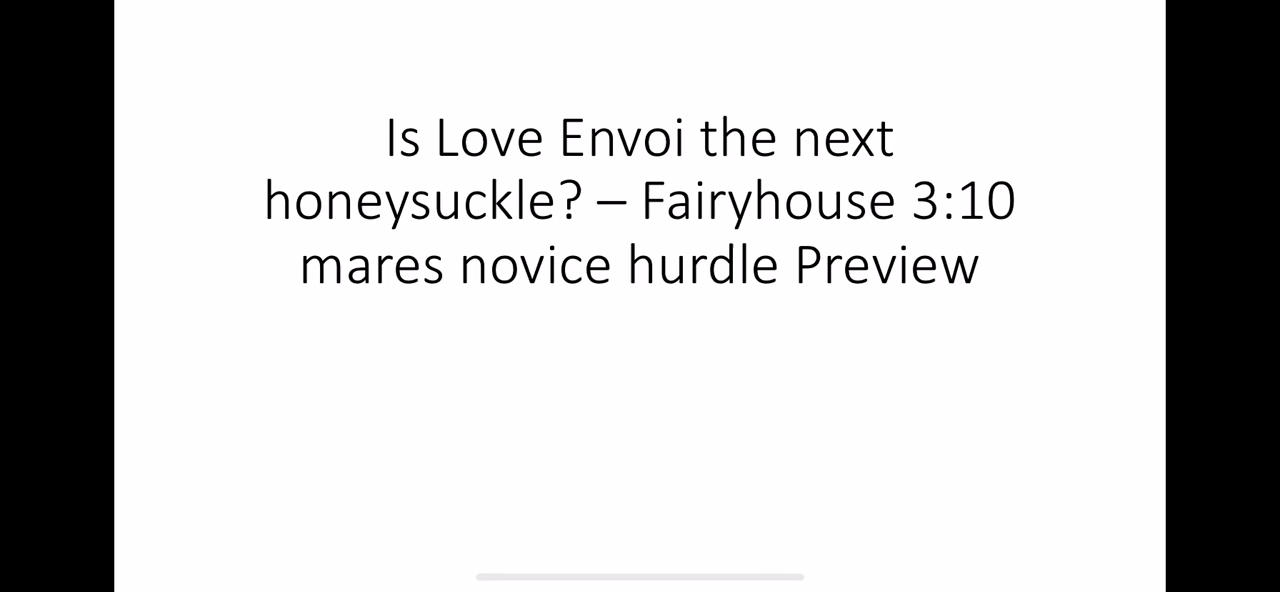 Is Love Envoi the next
honeysuckle? – Fairyhouse 3:10
mares novice hurdle Preview